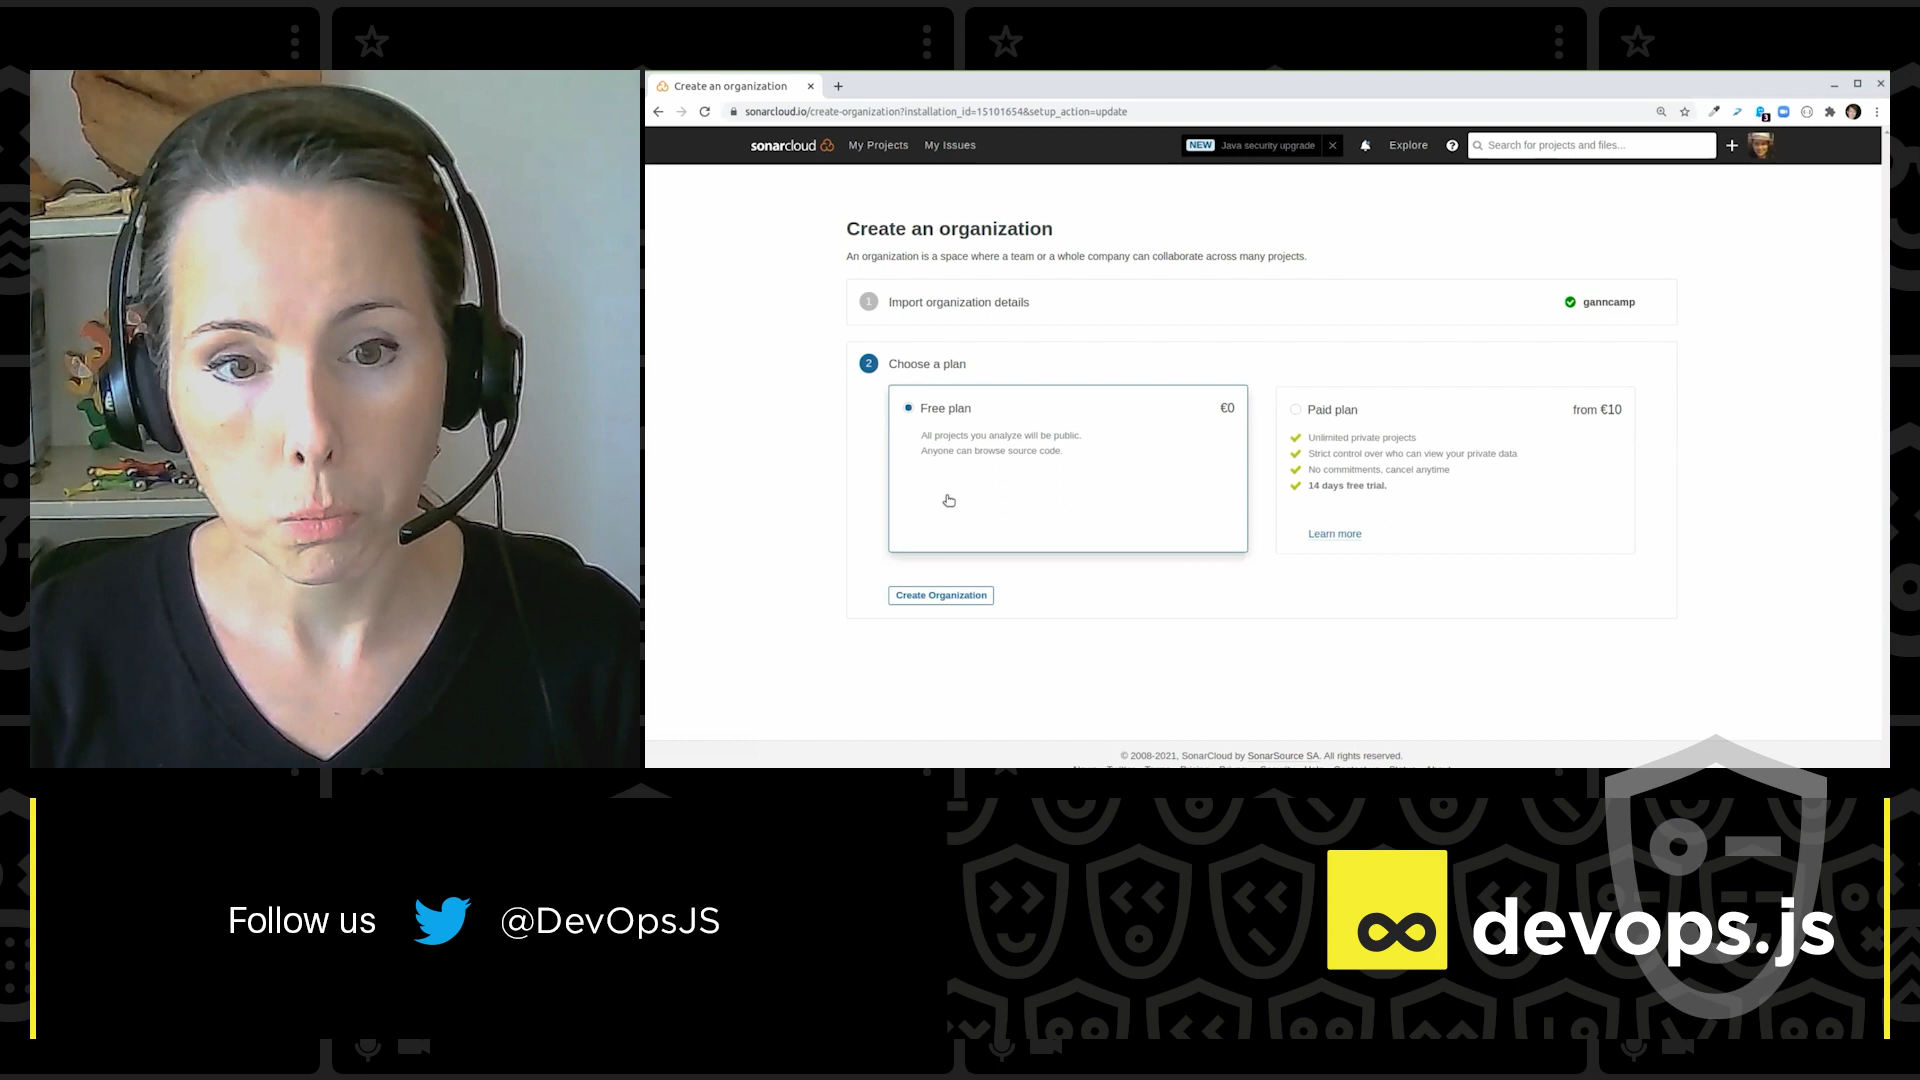 Create an organization
sonarcloud.io/create-organization?installation_id=15101654&setup_action=update
3
sonarcloud My Projects My Issues NEW Java security upgrade Explore Search for projects and files...
Create an organization
An organization is a space where a team or a whole company can collaborate across many projects.
1 Import organization details ganncamp
2 Choose a plan
Free plan €0
All projects you analyze will be public.
Anyone can browse source code.
Paid plan from €10
Unlimited private projects
Strict control over who can view your private data
No commitments, cancel anytime
14 days free trial.
Learn more
Create Organization
© 2008-2021, SonarCloud by SonarSource SA. All rights reserved.
Follow us @DevOpsJS
devops.js